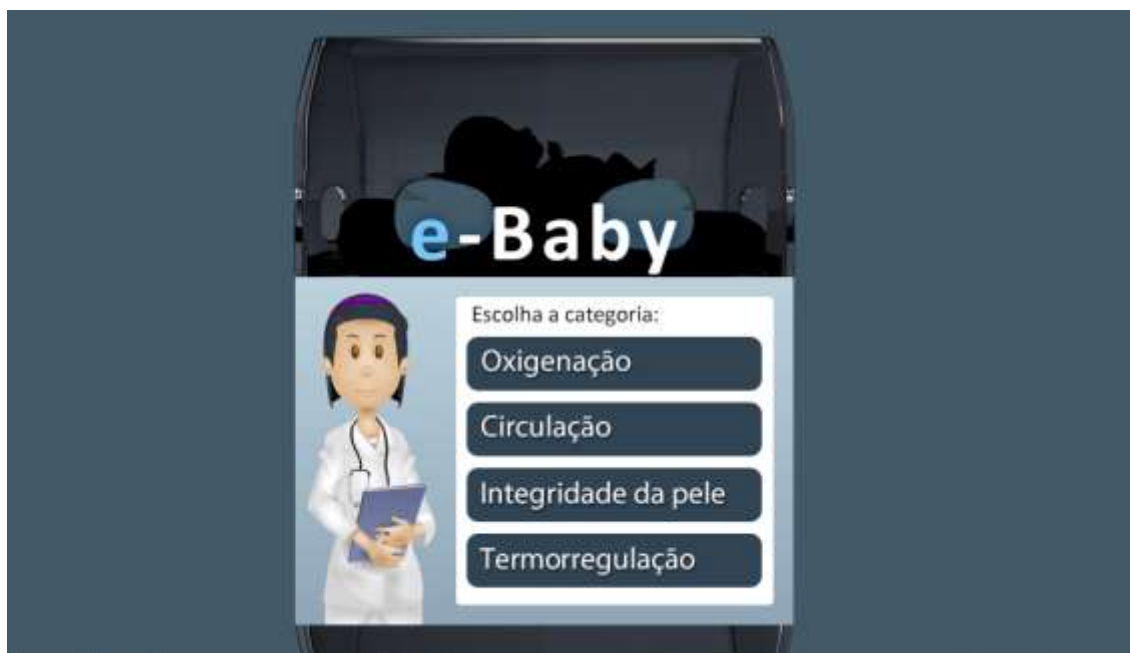 e-Baby
Escolha a categoria:
Oxigenação
Circulação
Integridade da pele
Termorregulação